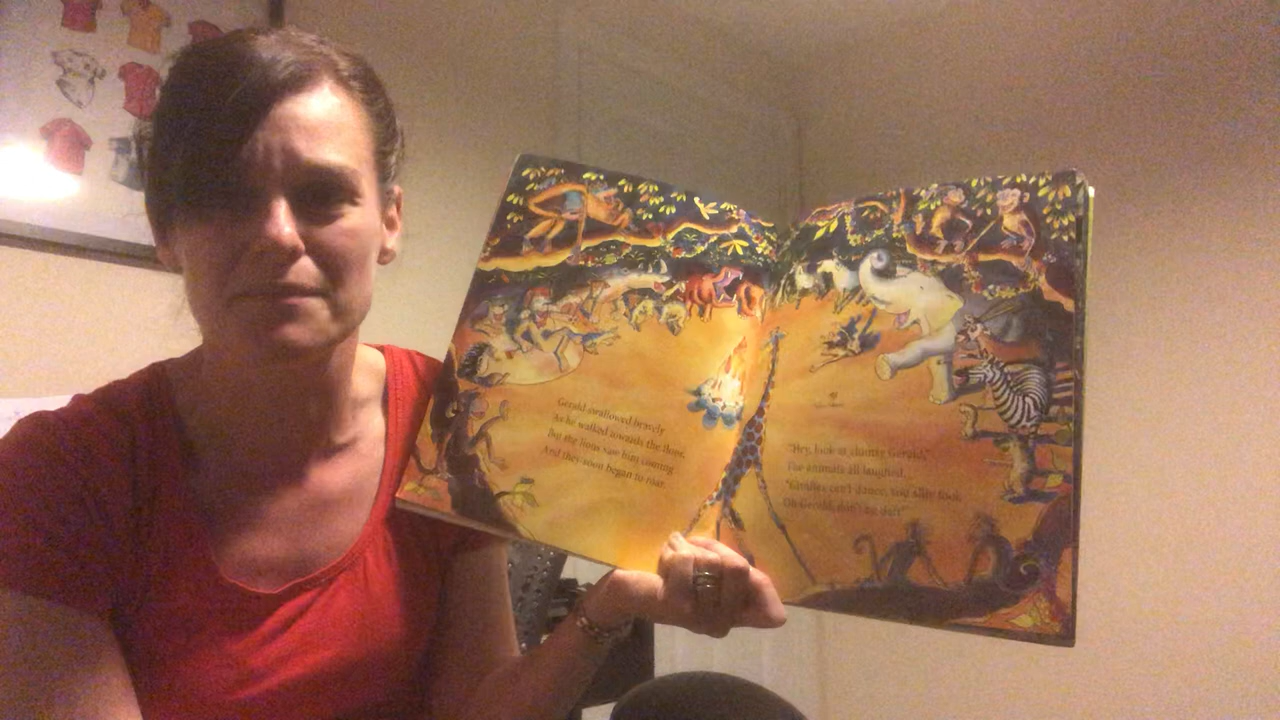 Gerald swallowed bravely
As he walked towards the floor.
But the lions saw him coming
And they soon began to roar.
"Hey, look at clumsy Gerald,"
The animals all laughed.
"Giraffes can't dance, you silly fool.
Oh Gerald, don't be daft"